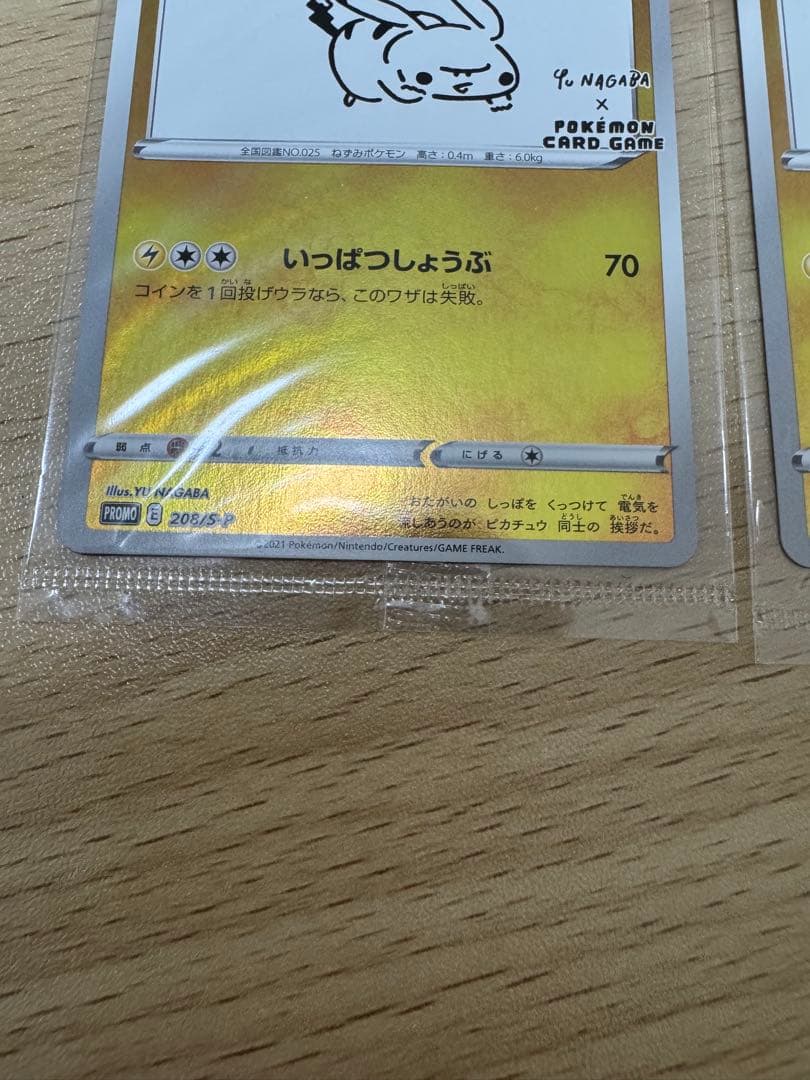 Yu NAGABA
×
POKÉMON
CARD GAME
全国図鑑NO.025 ねずみポケモン 高さ:0.4m 重さ:6.0kg
いっぱつしょうぶ 70
コインを1回投げウラなら、このワザは失敗。
弱点 ×2 抵抗力 にげる
Illus.YU NAGABA
PROMO E 208/S-P
おたがいの しっぽを くっつけて 電気を
流しあうのが ピカチュウ 同士の 挨拶だ。
©2021 Pokémon/Nintendo/Creatures/GAME FREAK.